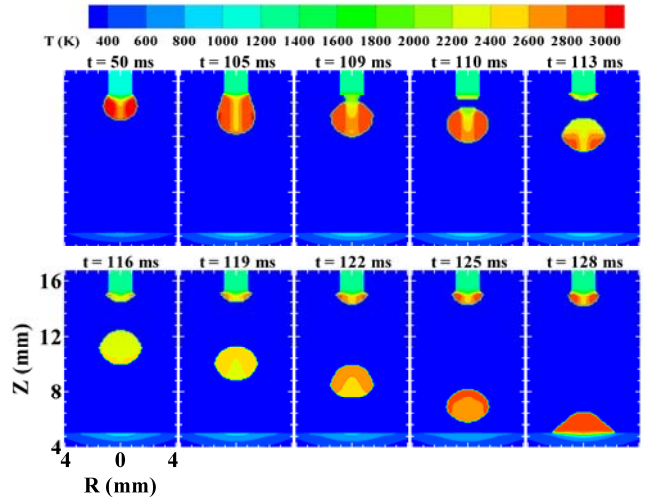 T (K) 400 600 800 1000 1200 1400 1600 1800 2000 2200 2400 2600 2800 3000
t = 50 ms t = 105 ms t = 109 ms t = 110 ms t = 113 ms
t = 116 ms t = 119 ms t = 122 ms t = 125 ms t = 128 ms
16
12
Z (mm)
8
4
4 0 4
R (mm)